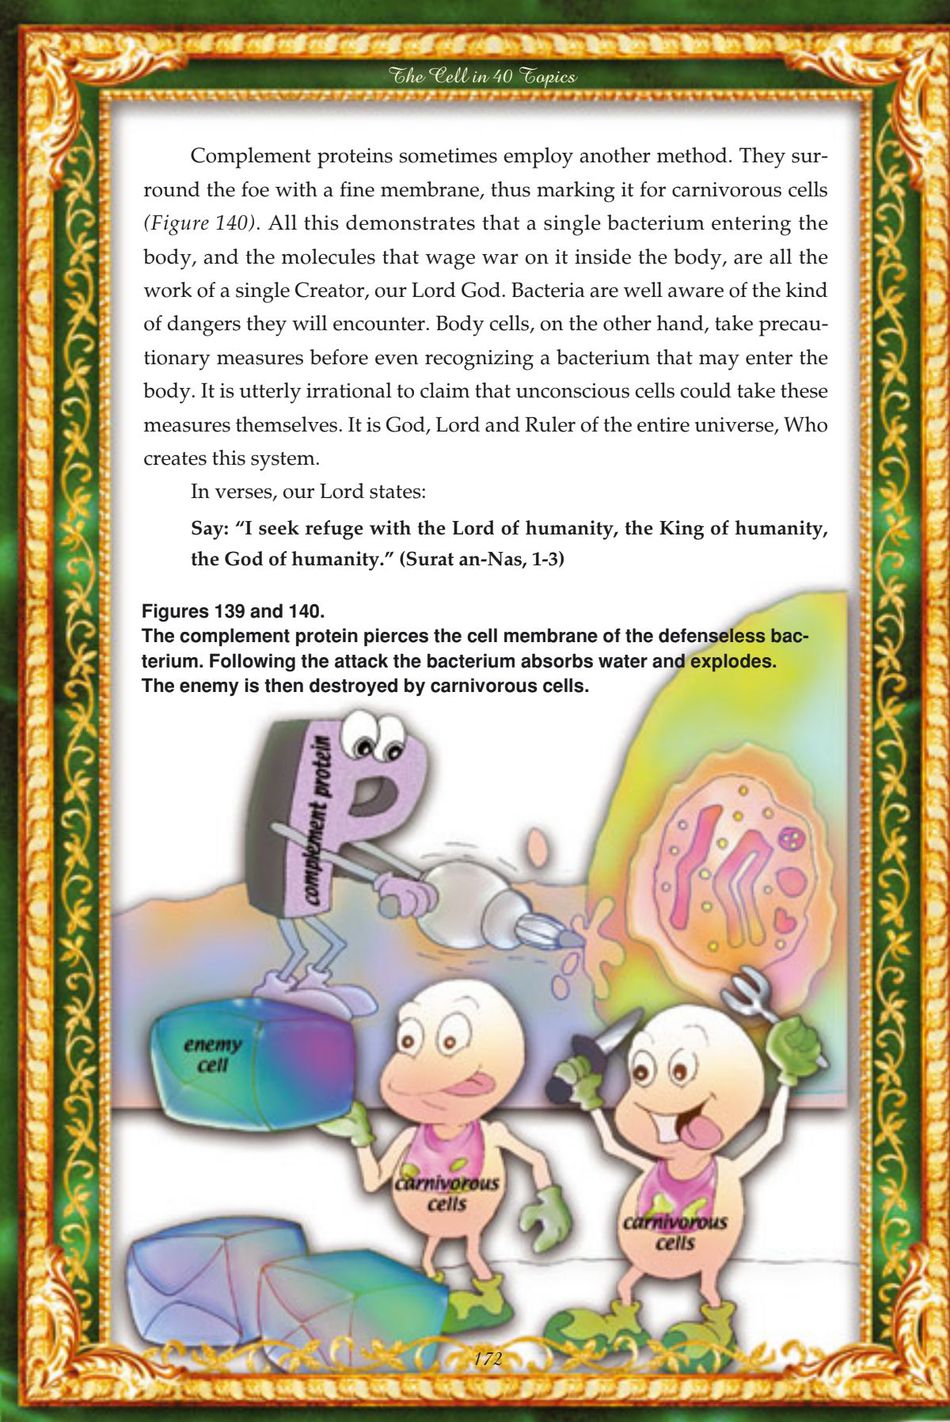 The Cell in 40 Topics
Complement proteins sometimes employ another method. They sur-
round the foe with a fine membrane, thus marking it for carnivorous cells
(Figure 140). All this demonstrates that a single bacterium entering the
body, and the molecules that wage war on it inside the body, are all the
work of a single Creator, our Lord God. Bacteria are well aware of the kind
of dangers they will encounter. Body cells, on the other hand, take precau-
tionary measures before even recognizing a bacterium that may enter the
body. It is utterly irrational to claim that unconscious cells could take these
measures themselves. It is God, Lord and Ruler of the entire universe, Who
creates this system.
In verses, our Lord states:
Say: “I seek refuge with the Lord of humanity, the King of humanity,
the God of humanity.” (Surat an-Nas, 1-3)
Figures 139 and 140.
The complement protein pierces the cell membrane of the defenseless bac-
terium. Following the attack the bacterium absorbs water and explodes.
The enemy is then destroyed by carnivorous cells.
complement protein
enemy
cell
carnivorous
cells
carnivorous
cells
172